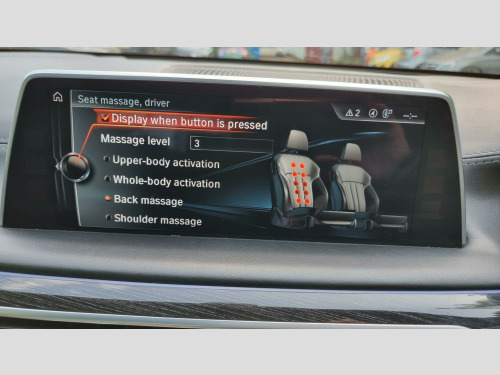 Seat massage, driver
2
Display when button is pressed
--:--
Massage level 3
Upper-body activation
Whole-body activation
Back massage
Shoulder massage